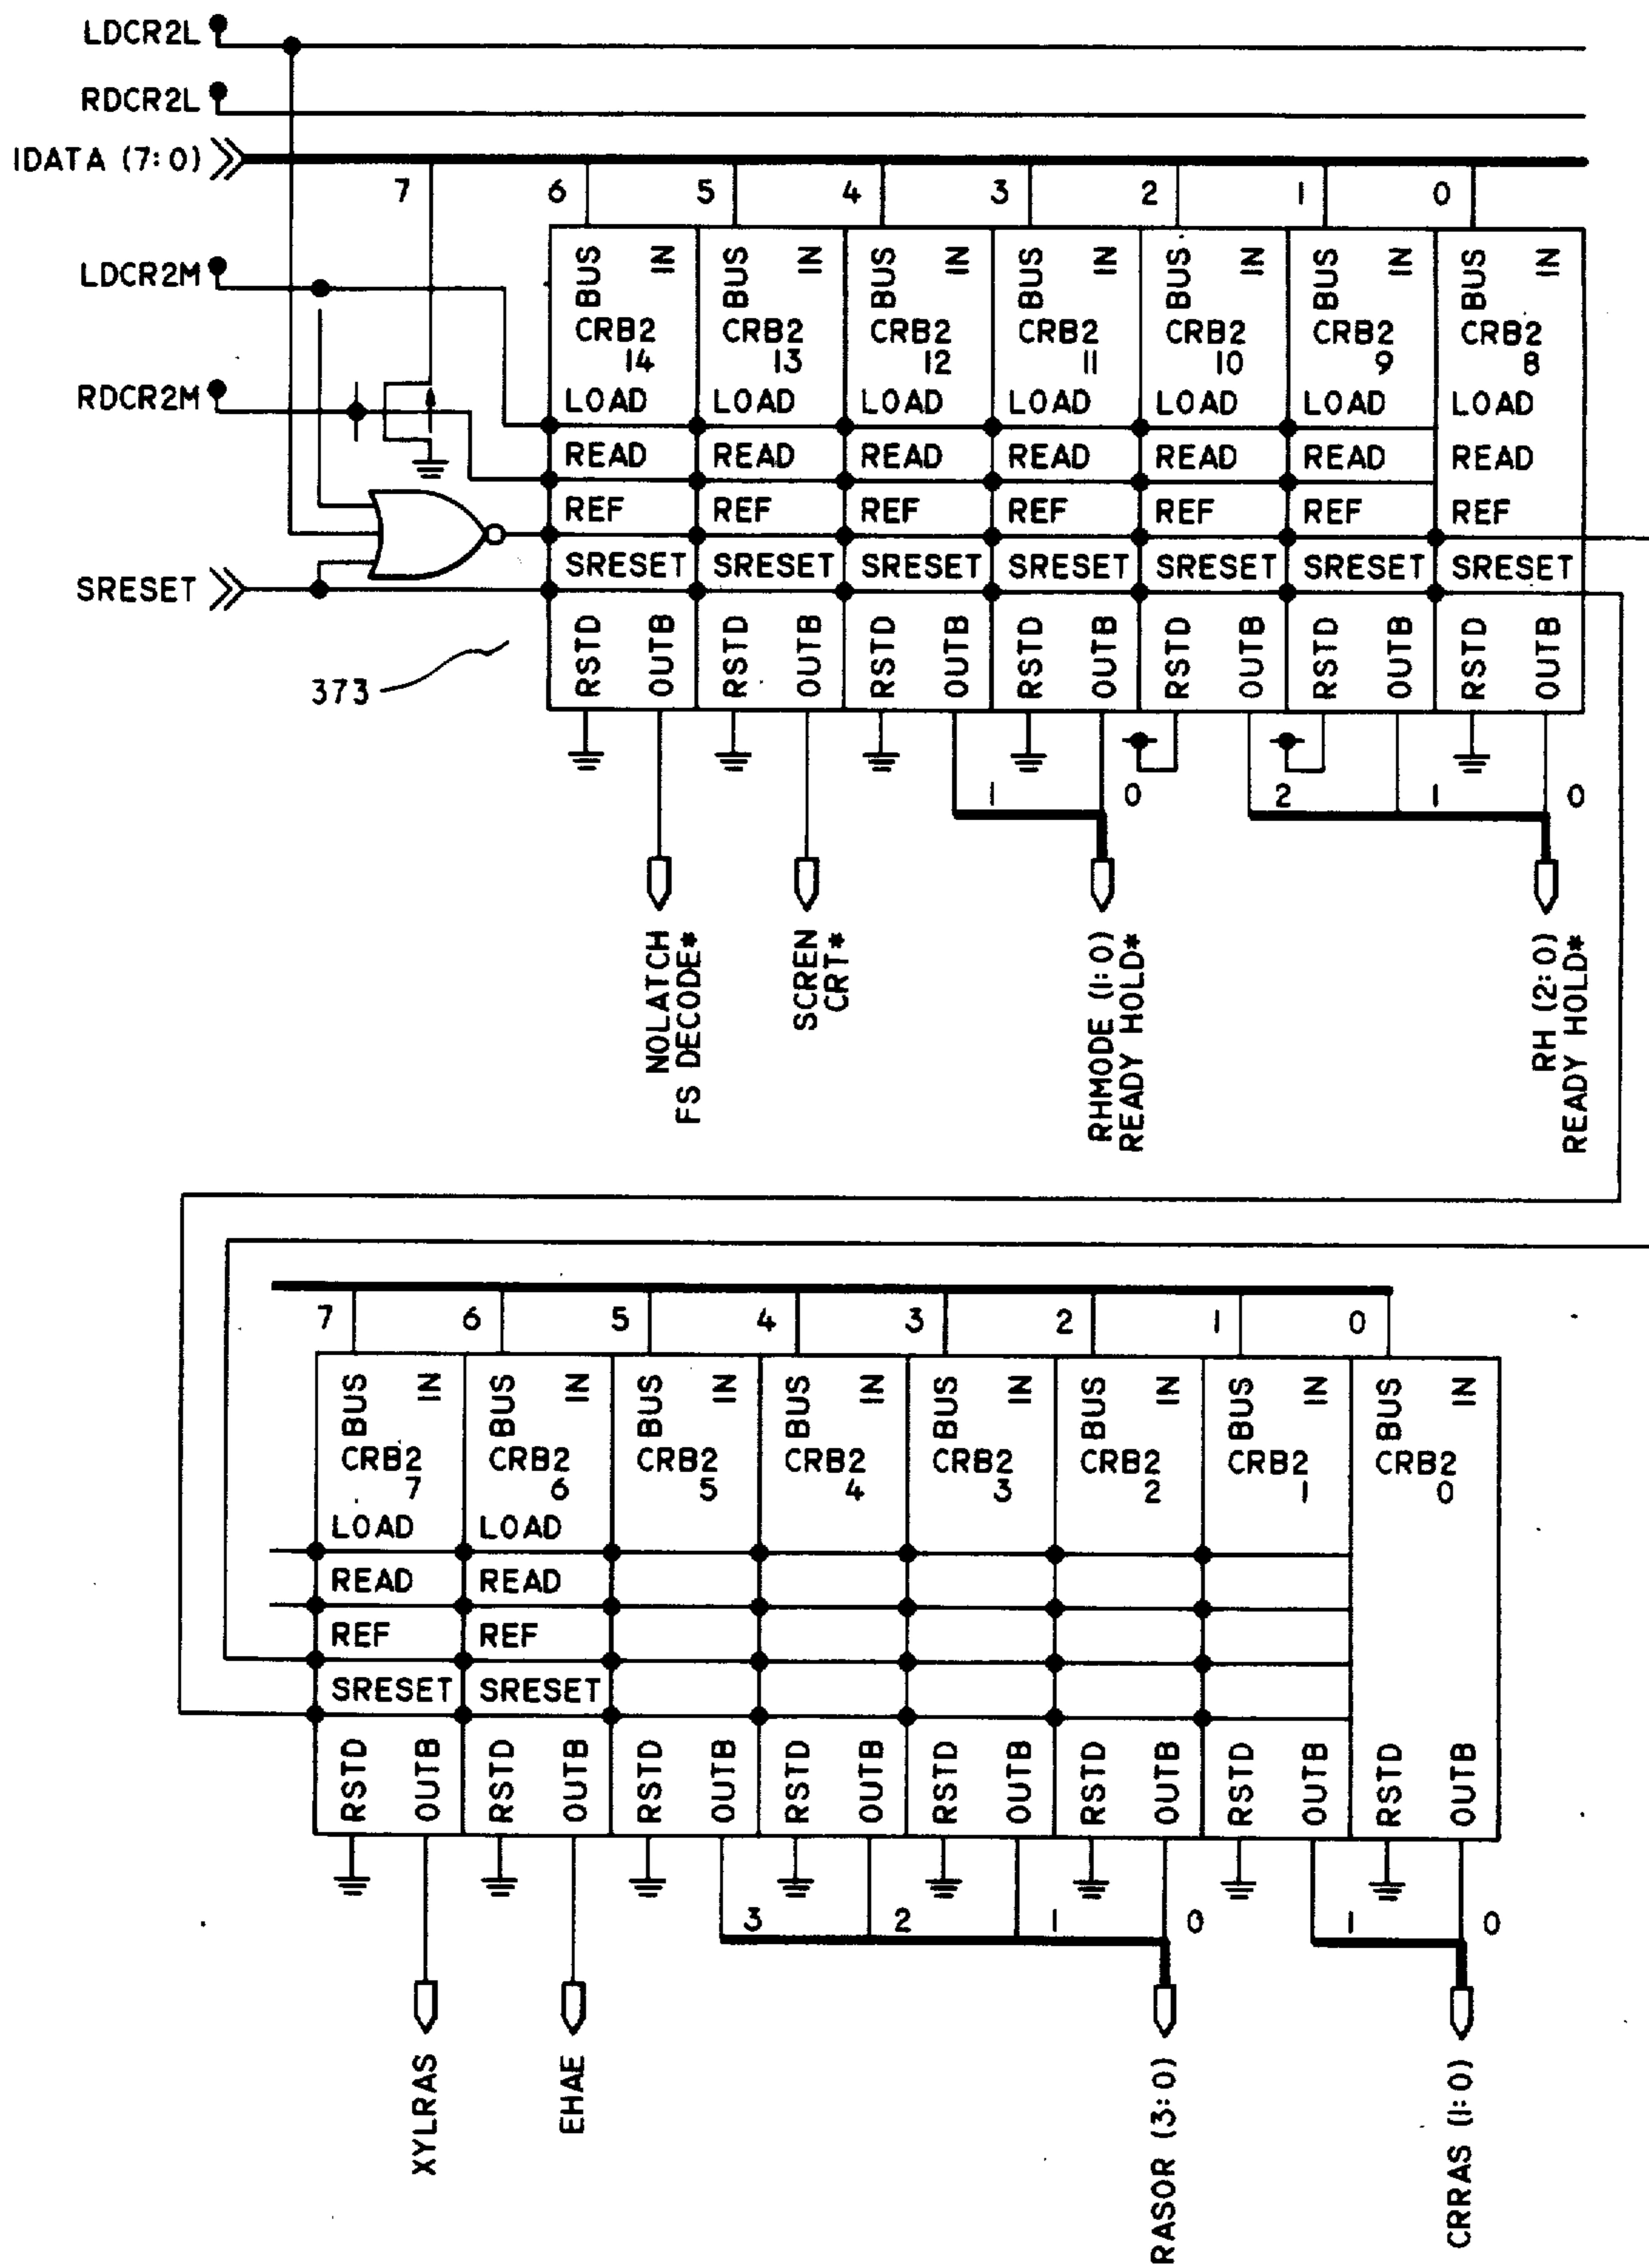 LDCR2L
RDCR2L
IDATA (7:0)
7 6 5 4 3 2 1 0
LDCR2M
BUS IN BUS IN BUS IN BUS IN BUS IN BUS IN BUS IN
CRB2 14 CRB2 13 CRB2 12 CRB2 11 CRB2 10 CRB2 9 CRB2 8
RDCR2M
LOAD LOAD LOAD LOAD LOAD LOAD LOAD
READ READ READ READ READ READ READ
REF REF REF REF REF REF REF
SRESET
SRESET SRESET SRESET SRESET SRESET SRESET SRESET
RSTD OUTB RSTD OUTB RSTD OUTB RSTD OUTB RSTD OUTB RSTD OUTB RSTD OUTB
373
1 0 2 1 0
NOLATCH
FS DECODE*
SCREN
CRT*
RHMODE (1:0)
READY HOLD*
RH (2:0)
READY HOLD*
7 6 5 4 3 2 1 0
BUS IN BUS IN BUS IN BUS IN BUS IN BUS IN BUS IN BUS IN
CRB2 7 CRB2 6 CRB2 5 CRB2 4 CRB2 3 CRB2 2 CRB2 1 CRB2 0
LOAD LOAD
READ READ
REF REF
SRESET SRESET
RSTD OUTB RSTD OUTB RSTD OUTB RSTD OUTB RSTD OUTB RSTD OUTB RSTD OUTB RSTD OUTB
3 2 1 0 1 0
XYLRAS
EHAE
RASOR (3:0)
CRRAS (1:0)